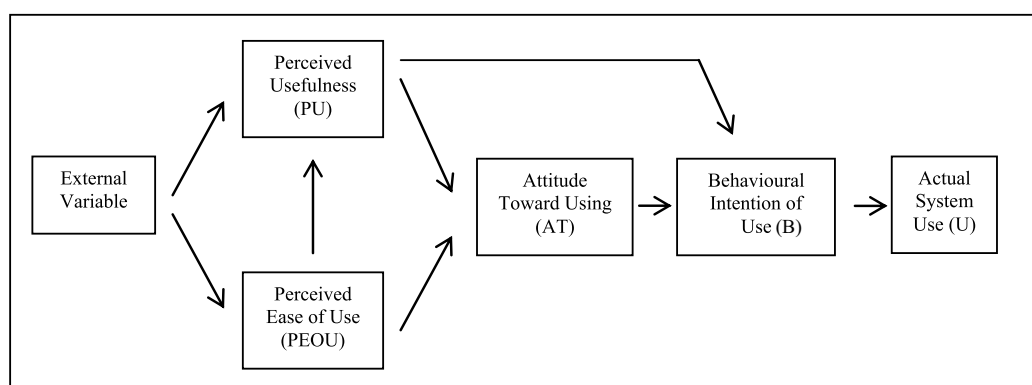 Perceived
Usefulness
(PU)
External
Variable
Attitude
Toward Using
(AT)
Behavioural
Intention of
Use (B)
Actual
System
Use (U)
Perceived
Ease of Use
(PEOU)